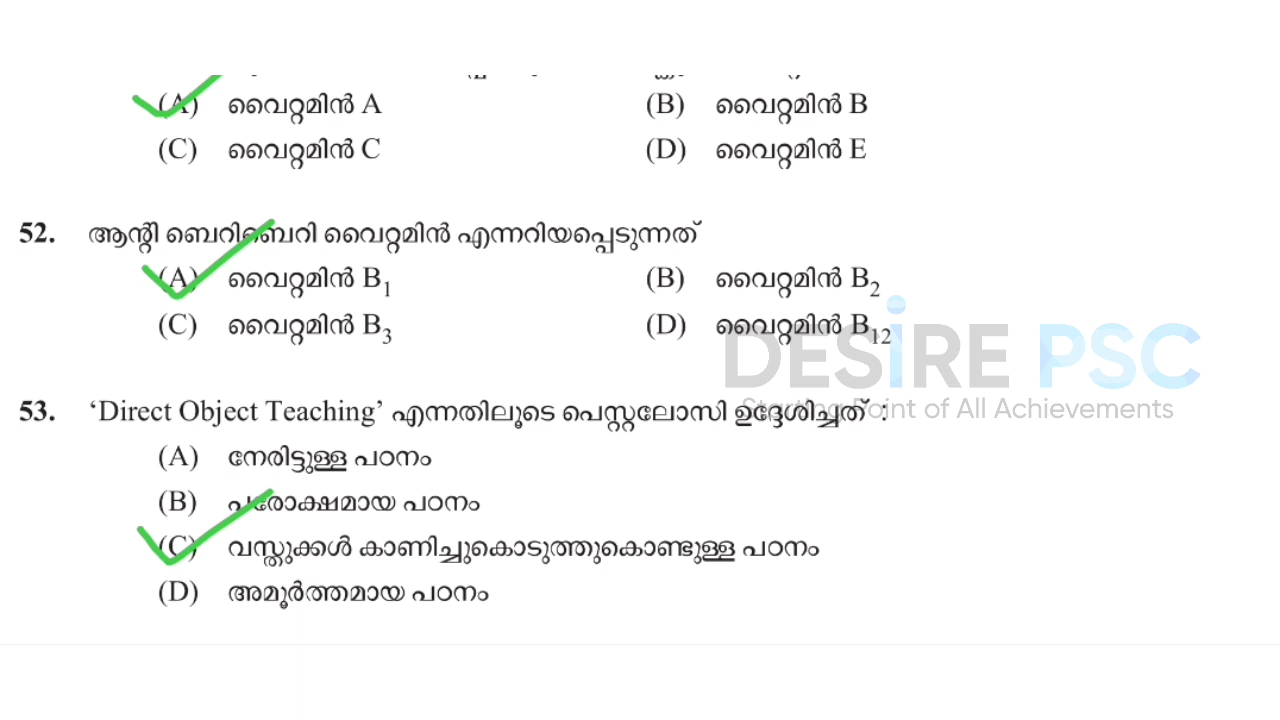 (A) വൈറ്റമിൻ A (B) വൈറ്റമിൻ B
(C) വൈറ്റമിൻ C (D) വൈറ്റമിൻ E
52. ആന്റി ബെറിബെറി വൈറ്റമിൻ എന്നറിയപ്പെടുന്നത്
(A) വൈറ്റമിൻ B1 (B) വൈറ്റമിൻ B2
(C) വൈറ്റമിൻ B3 (D) വൈറ്റമിൻ B12
DESiRE PSC
53. ‘Direct Object Teaching’ എന്നതിലൂടെ പെസ്റ്റലോസി ഉദ്ദേശിച്ചത് :
Starting Point of All Achievements
(A) നേരിട്ടുള്ള പഠനം
(B) പരോക്ഷമായ പഠനം
(C) വസ്തുക്കൾ കാണിച്ചുകൊടുത്തുകൊണ്ടുള്ള പഠനം
(D) അമൂർത്തമായ പഠനം